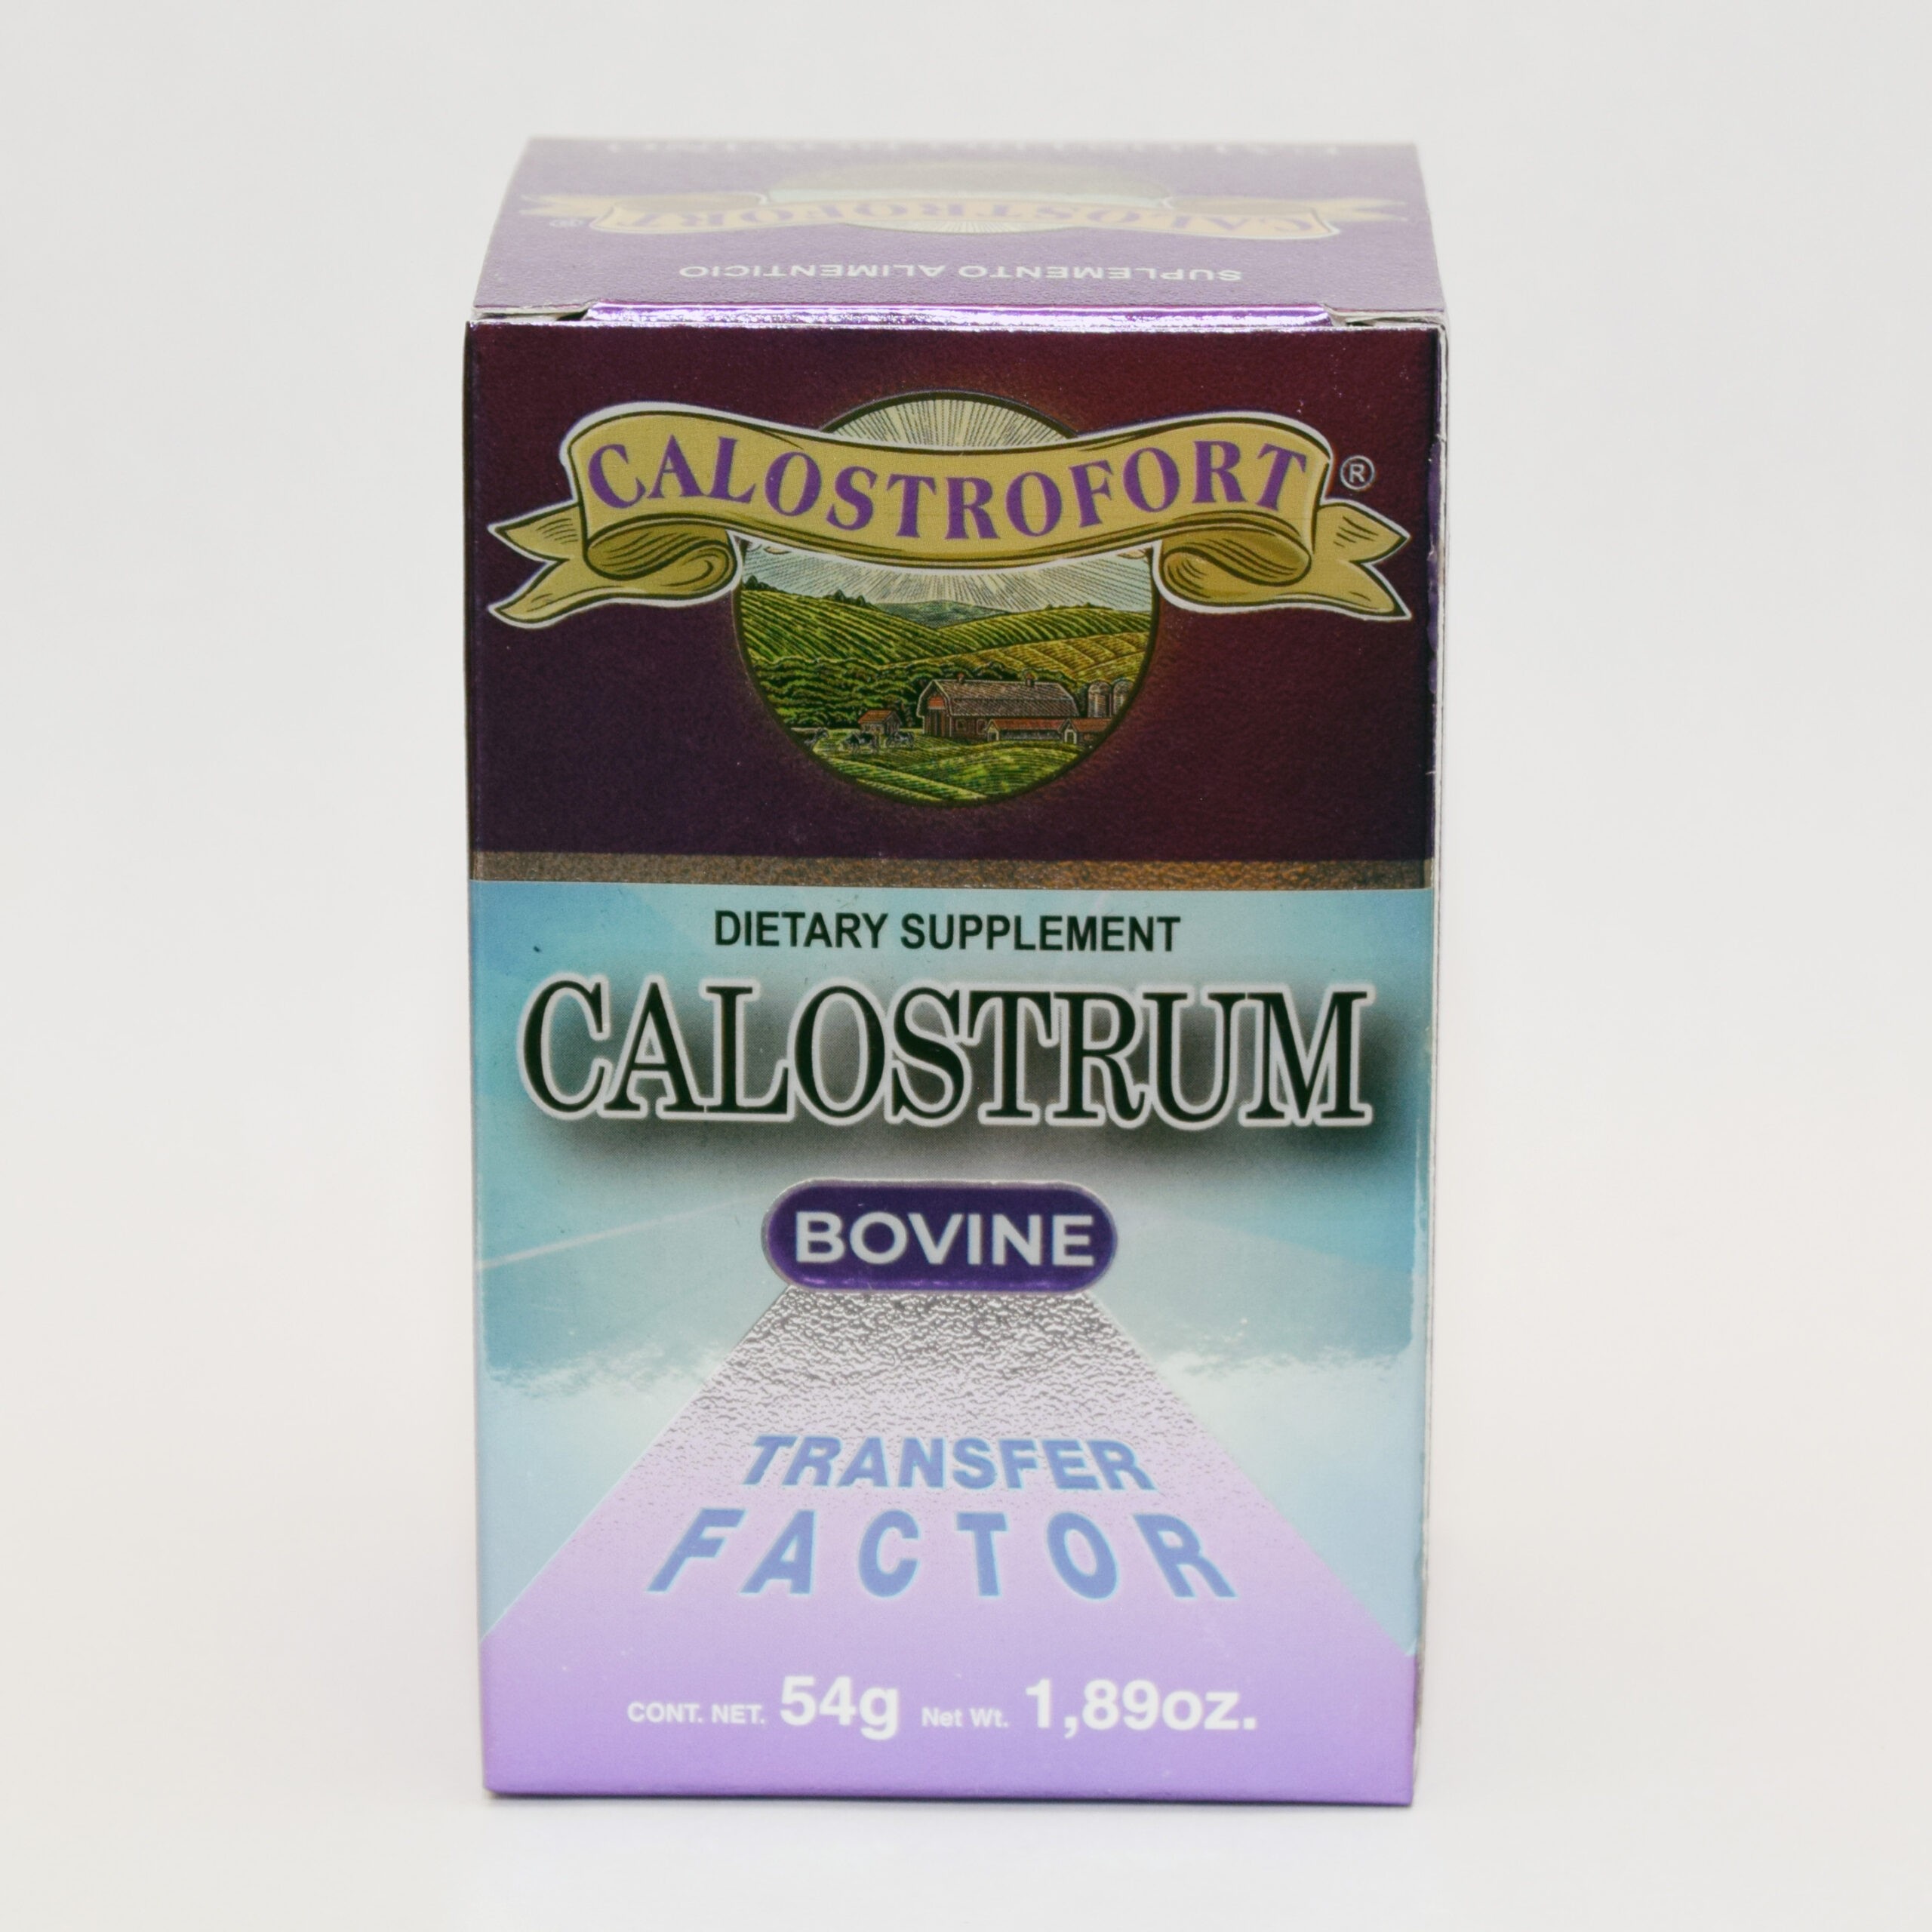 CALOSTROFORT ®
SUPLEMENTO ALIMENTICIO
CALOSTROFORT ®
DIETARY SUPPLEMENT
CALOSTRUM
BOVINE
TRANSFER
FACTOR
CONT. NET. 54g Net Wt. 1,89oz.